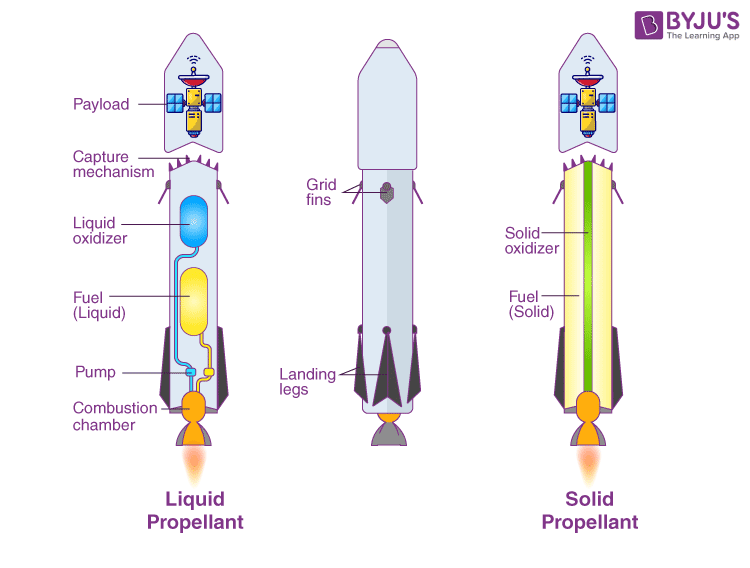 BYJU'S
The Learning App
Payload
Capture
mechanism
Liquid
oxidizer
Fuel
(Liquid)
Pump
Combustion
chamber
Grid
fins
Landing
legs
Solid
oxidizer
Fuel
(Solid)
Liquid
Propellant
Solid
Propellant